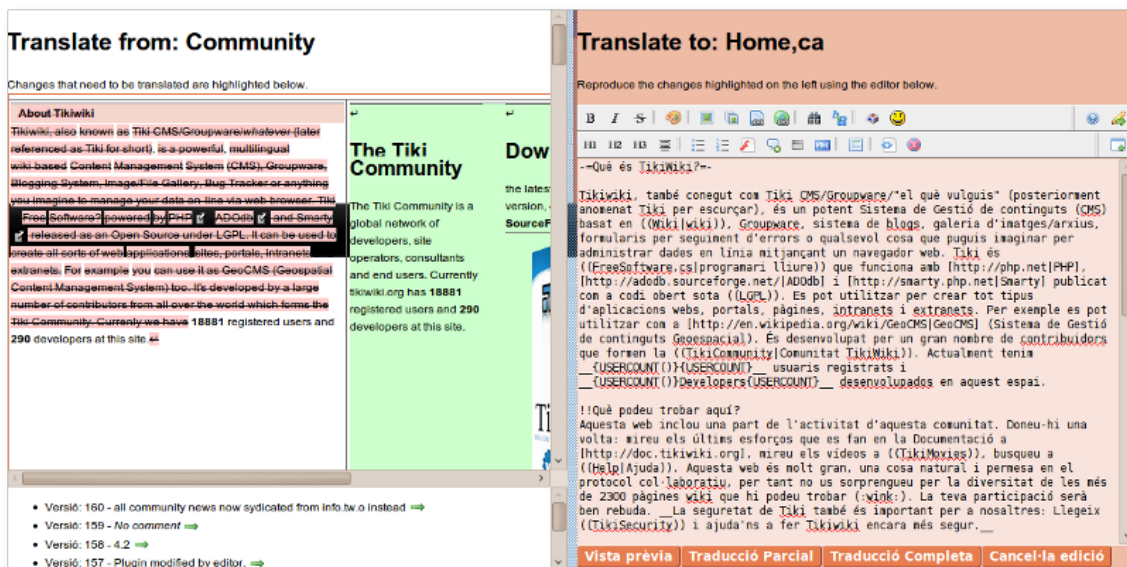 Translate from: Community
Changes that need to be translated are highlighted below.
About Tikiwiki
Tikiwiki, also known as Tiki CMS/Groupware/whatever (later
referenced as Tiki for short), is a powerful, multilingual
wiki based Content Management System (CMS), Groupware,
Blogging System, Image/File Gallery, Bug Tracker or anything
you imagine to manage your data on-line via web browser. Tiki
Free Software? powered by PHP ADOdb and Smarty
released as an Open Source under LGPL. It can be used to
create all sorts of web applications sites, portals, intranets
extranets. For example you can use it as GeoCMS (Geospatial
Content Management System) too. It's developed by a large
number of contributors from all over the world which forms the
Tiki Community. Currenly we have 18881 registered users and
290 developers at this site
The Tiki
Community
The Tiki Community is a
global network of
developers, site
operators, consultants
and end users. Currently
tikiwiki.org has 18881
registered users and 290
developers at this site.
Dow
the lates
version,
SourceF
Ti
Versió: 160 - all community news now sydicated from info.tw.o instead
Versió: 159 - No comment
Versió: 158 - 4.2
Versió: 157 - Plugin modified by editor.
Translate to: Home,ca
Reproduce the changes highlighted on the left using the editor below.
B I S
H1 H2 H3
-=Què és TikiWiki?=-
Tikiwiki, també conegut com Tiki CMS/Groupware/"el què vulguis" (posteriorment
anomenat Tiki per escurçar), és un potent Sistema de Gestió de continguts (CMS)
basat en ((Wiki|wiki)), Groupware, sistema de blogs, galeria d'imatges/arxius,
formularis per seguiment d'errors o qualsevol cosa que puguis imaginar per
administrar dades en línia mitjançant un navegador web. Tiki és
((FreeSoftware.cs|programari lliure)) que funciona amb [http://php.net|PHP],
[http://adodb.sourceforge.net/|ADOdb] i [http://smarty.php.net|Smarty] publicat
com a codi obert sota ((LGPL)). Es pot utilitzar per crear tot tipus
d'aplicacions webs, portals, pàgines, intranets i extranets. Per exemple es pot
utilitzar com a [http://en.wikipedia.org/wiki/GeoCMS|GeoCMS] (Sistema de Gestió
de continguts Geoespacial). És desenvolupat per un gran nombre de contribuidors
que formen la ((TikiCommunity|Comunitat TikiWiki)). Actualment tenim
__{USERCOUNT()}{USERCOUNT}__ usuaris registrats i
__{USERCOUNT()}Developers{USERCOUNT}__ desenvolupados en aquest espai.
!!Què podeu trobar aquí?
Aquesta web inclou una part de l'activitat d'aquesta comunitat. Doneu-hi una
volta: mireu els últims esforços que es fan en la Documentació a
[http://doc.tikiwiki.org], mireu els vídeos a ((TikiMovies)), busqueu a
((Help|Ajuda)). Aquesta web és molt gran, una cosa natural i permesa en el
protocol col·laboratiu, per tant no us sorprengueu per la diversitat de les més
de 2300 pàgines wiki que hi podeu trobar (:wink:). La teva participació serà
ben rebuda. __La seguretat de Tiki també és important per a nosaltres: Llegeix
((TikiSecurity)) i ajuda'ns a fer Tikiwiki encara més segur.__
Vista prèvia Traducció Parcial Traducció Completa Cancel·la edició